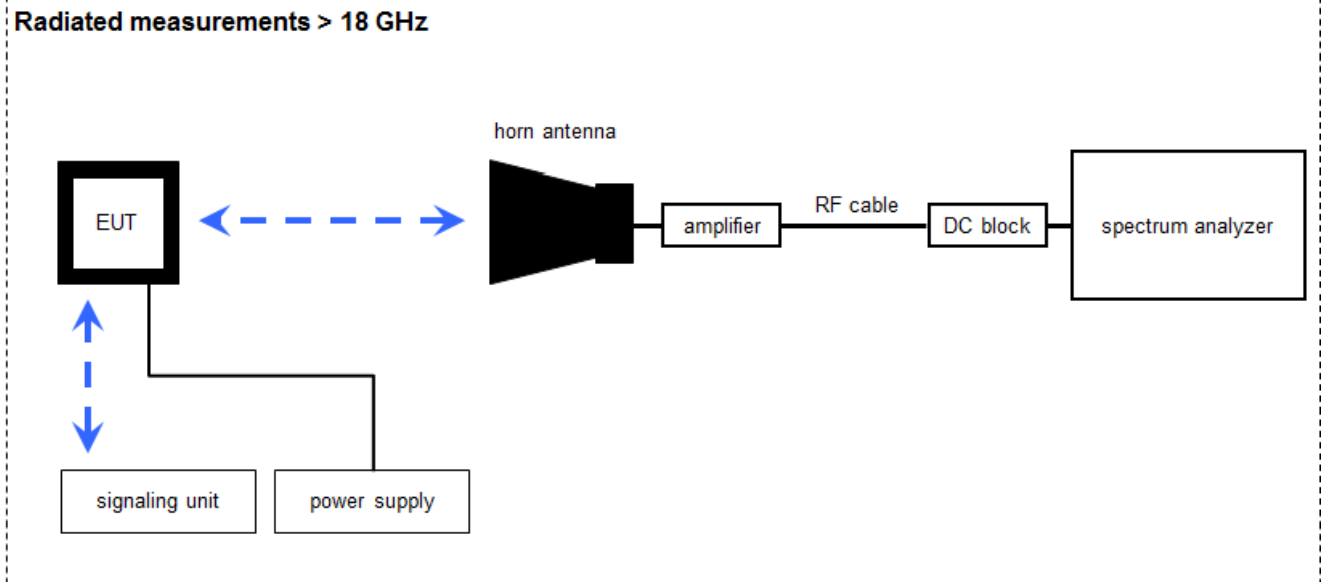 Radiated measurements > 18 GHz
horn antenna
EUT
amplifier
RF cable
DC block
spectrum analyzer
signaling unit
power supply